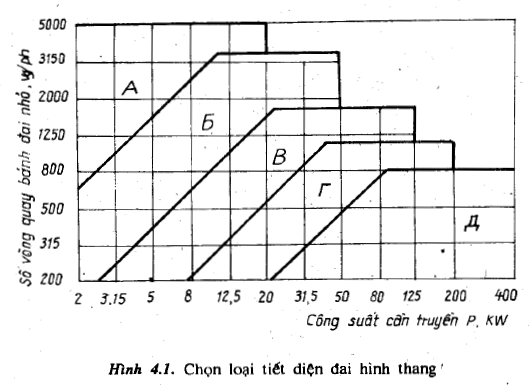 Số vòng quay bánh đai nhỏ, vg/ph
5000
3150
2000
1250
800
500
315
200
А
Б
В
Г
Д
2 3,15 5 8 12,5 20 31,5 50 80 125 200 400
Công suất cần truyền P, KW
Hình 4.1. Chọn loại tiết diện đai hình thang